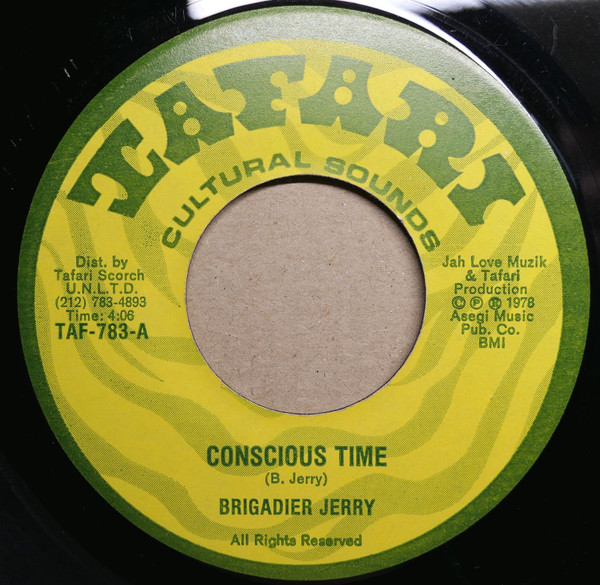 TAFARI
CULTURAL SOUNDS
Dist. by
Tafari Scorch
U.N.L.T.D.
(212) 783-4893
Time: 4:06
TAF-783-A
Jah Love Muzik
& Tafari
Production
© ℗ ® 1978
Asegi Music
Pub. Co.
BMI
CONSCIOUS TIME
(B. Jerry)
BRIGADIER JERRY
All Rights Reserved